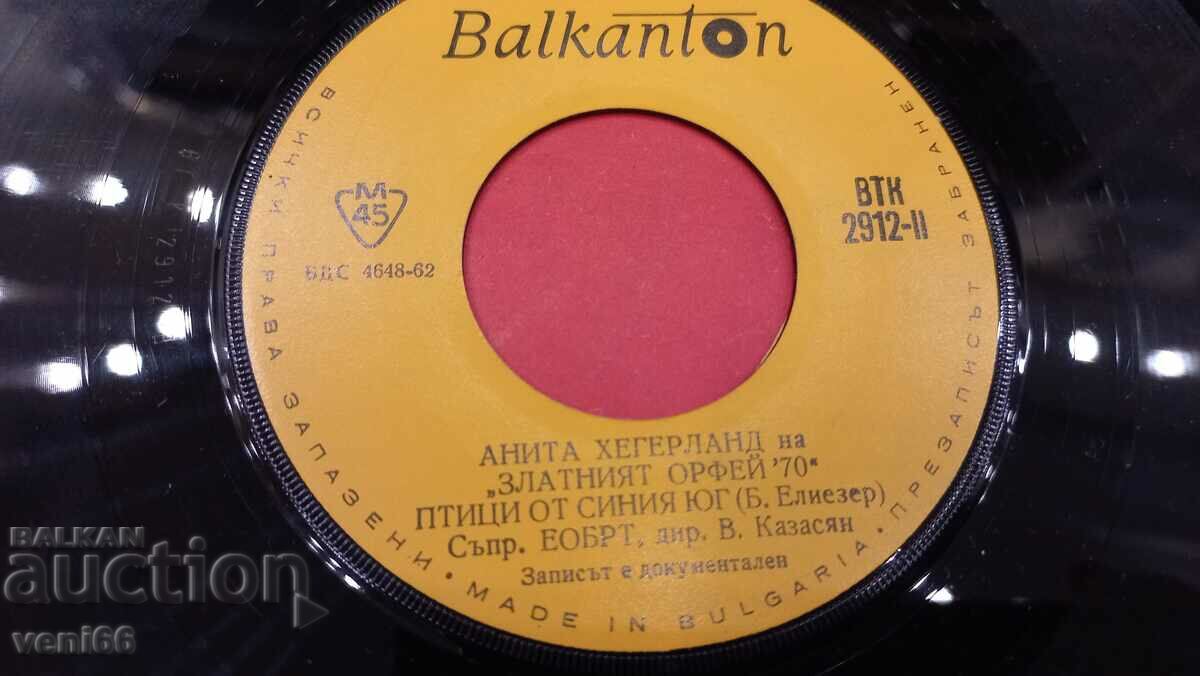 Balkanton
ВСИЧКИ ПРАВА ЗАПАЗЕНИ • MADE IN BULGARIA • ПРЕЗАПИСЪТ ЗАБРАНЕН
М
45
БДС 4648-62
ВТК
2912-II
АНИТА ХЕГЕРЛАНД на
„ЗЛАТНИЯТ ОРФЕЙ '70“
ПТИЦИ ОТ СИНИЯ ЮГ (Б. Елиезер)
Съпр. ЕОБРТ, дир. В. Казасян
Записът е документален
2912
BALKAN
auction
veni66